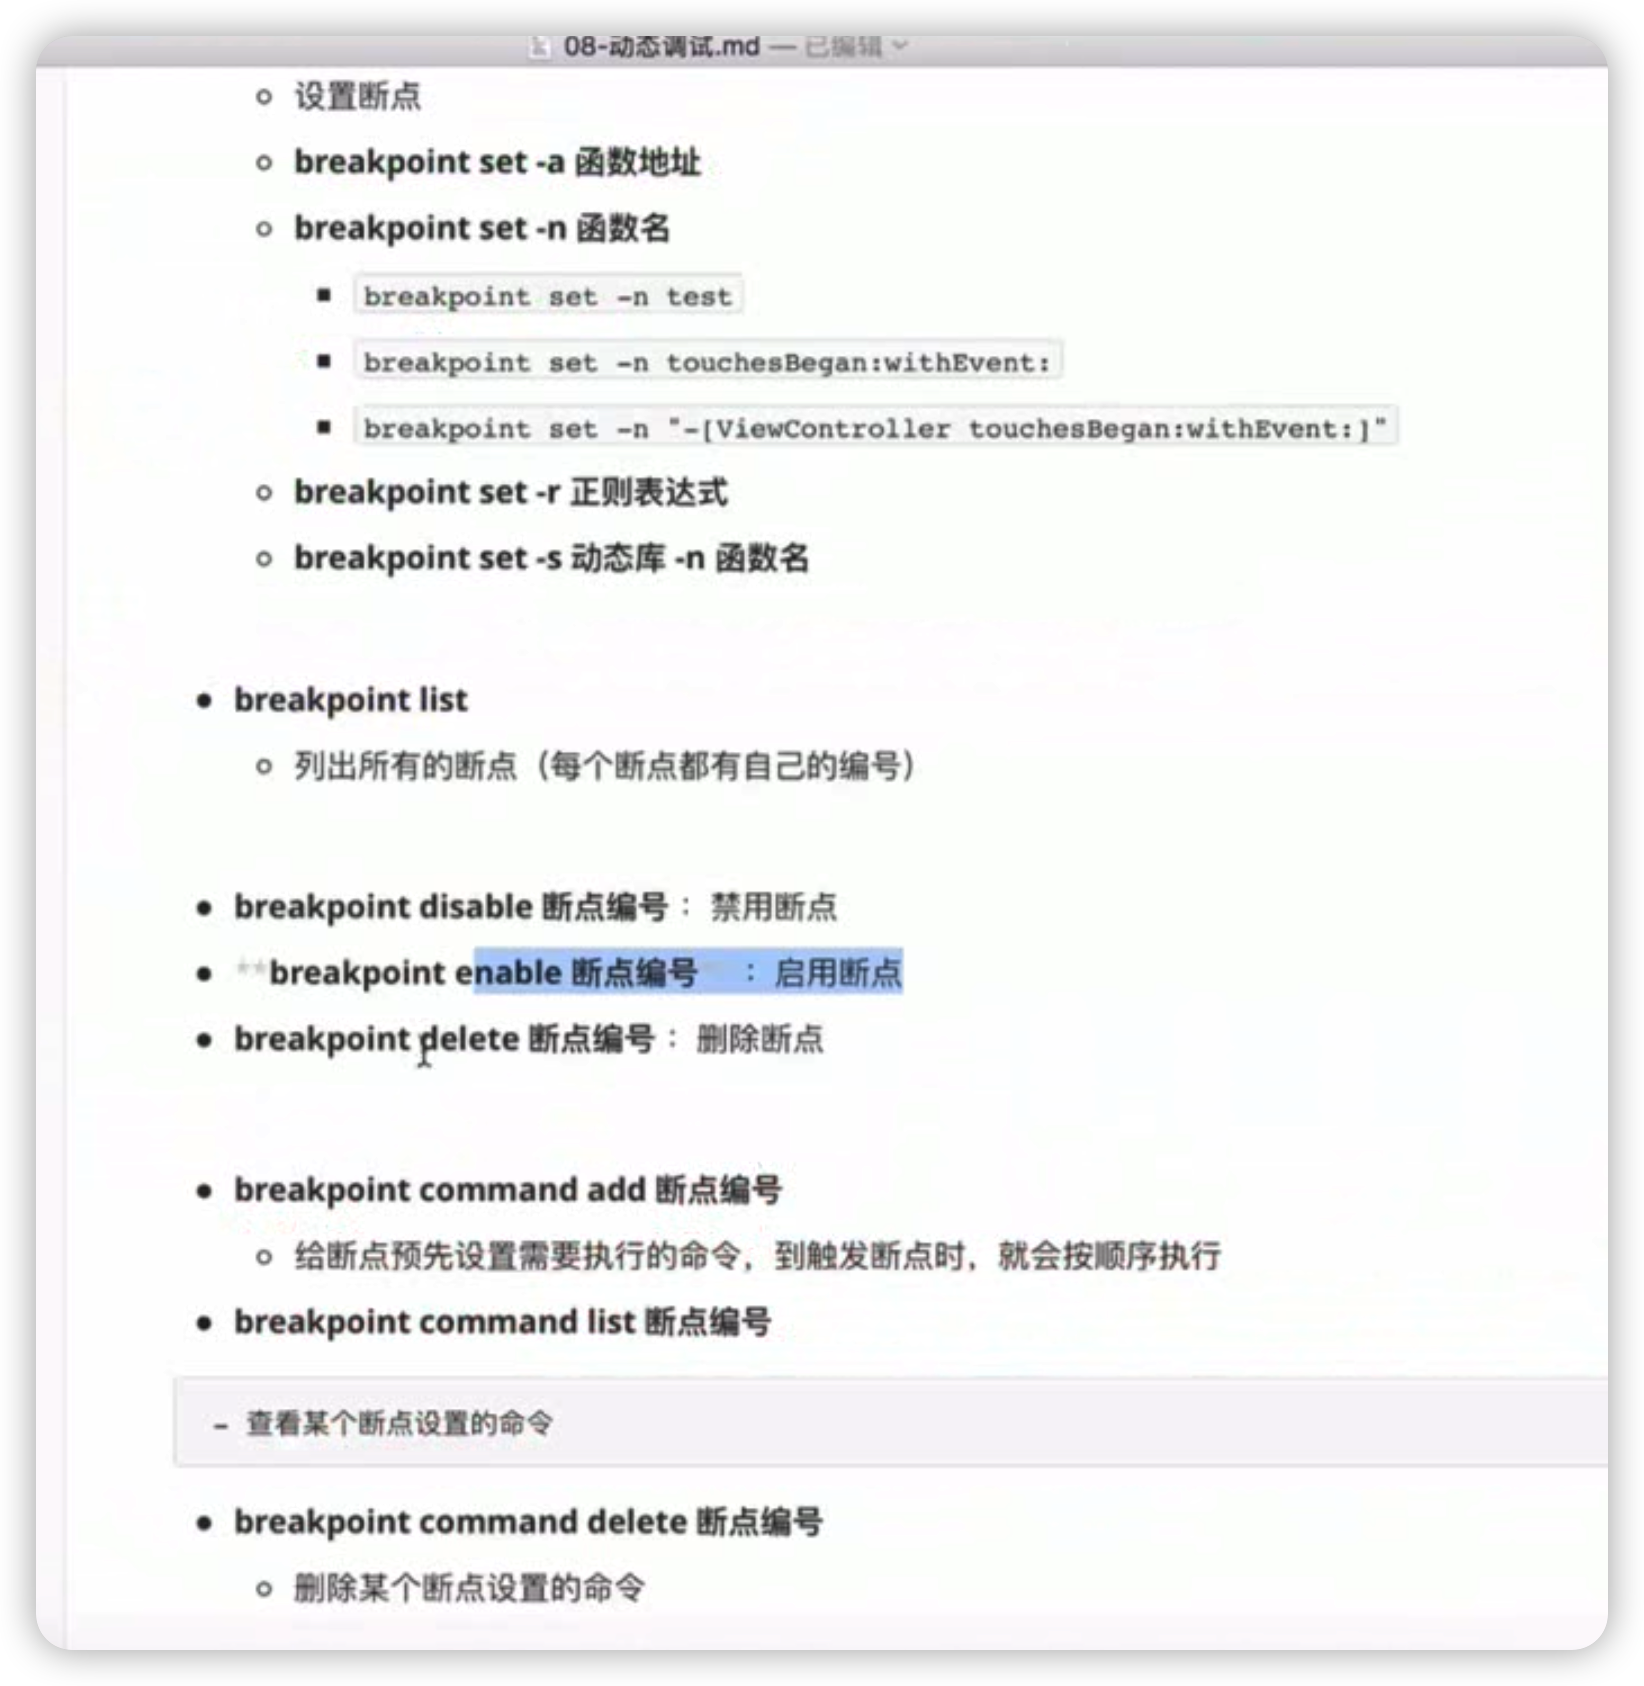 08-动态调试.md — 已编辑
设置断点
breakpoint set -a 函数地址
breakpoint set -n 函数名
breakpoint set -n test
breakpoint set -n touchesBegan:withEvent:
breakpoint set -n "-[ViewController touchesBegan:withEvent:]"
breakpoint set -r 正则表达式
breakpoint set -s 动态库 -n 函数名
breakpoint list
列出所有的断点（每个断点都有自己的编号）
breakpoint disable 断点编号：禁用断点
**breakpoint enable 断点编号** ：启用断点
breakpoint delete 断点编号：删除断点
breakpoint command add 断点编号
给断点预先设置需要执行的命令，到触发断点时，就会按顺序执行
breakpoint command list 断点编号
- 查看某个断点设置的命令
breakpoint command delete 断点编号
删除某个断点设置的命令